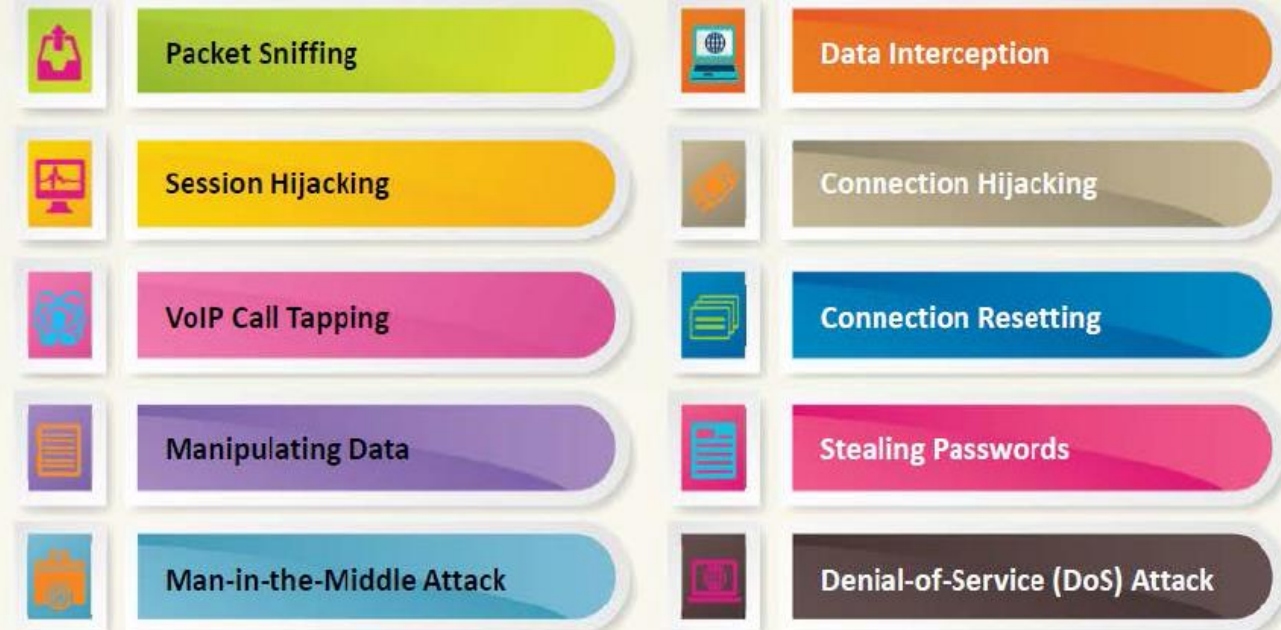 Packet Sniffing
Data Interception
Session Hijacking
Connection Hijacking
VoIP Call Tapping
Connection Resetting
Manipulating Data
Stealing Passwords
Man-in-the-Middle Attack
Denial-of-Service (DoS) Attack